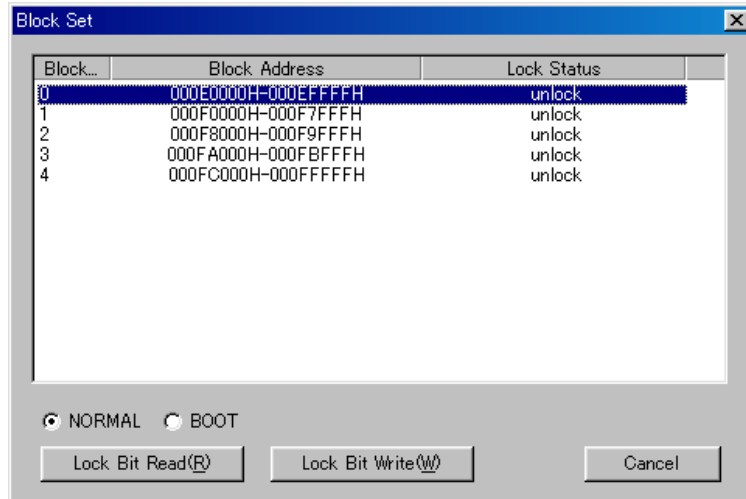 Block Set
Block... Block Address Lock Status
0 000E0000H-000EFFFFH unlock
1 000F0000H-000F7FFFH unlock
2 000F8000H-000F9FFFH unlock
3 000FA000H-000FBFFFH unlock
4 000FC000H-000FFFFFH unlock
NORMAL BOOT
Lock Bit Read(R) Lock Bit Write(W) Cancel